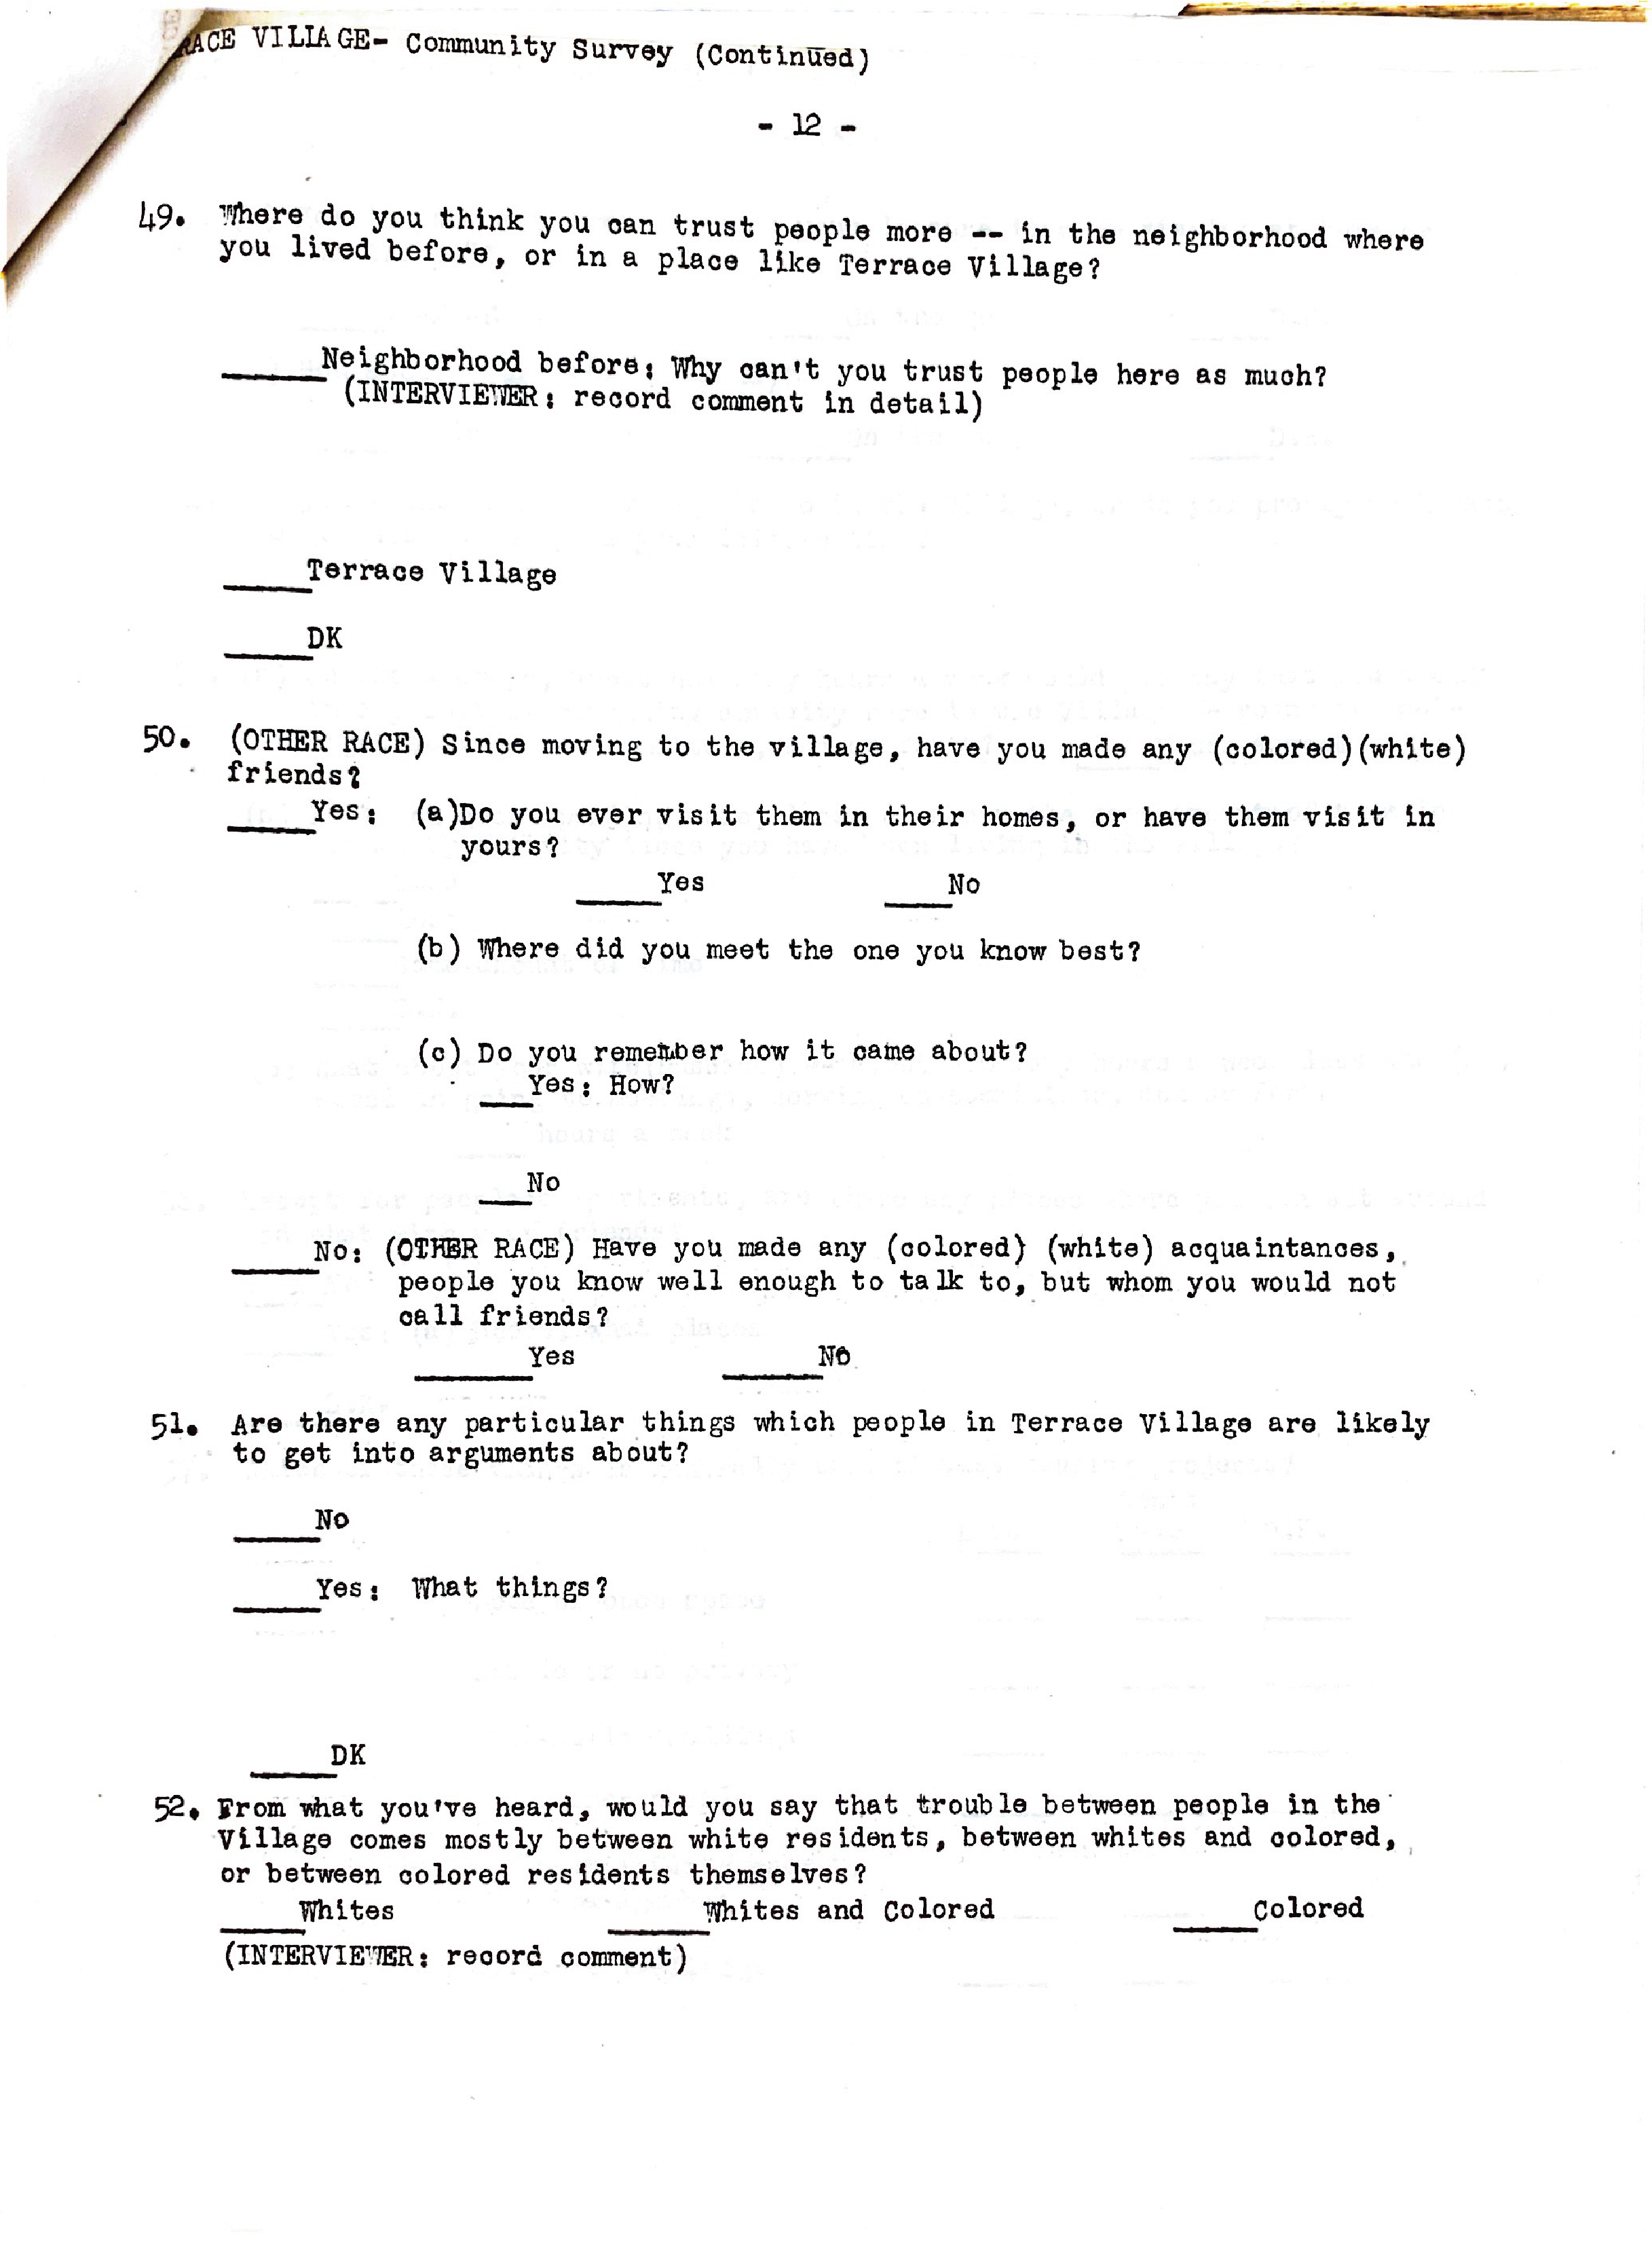 RACE VILLAGE- Community Survey (Continued)
- 12 -
49. Where do you think you can trust people more -- in the neighborhood where
you lived before, or in a place like Terrace Village?
_____Neighborhood before: Why can't you trust people here as much?
(INTERVIEWER: record comment in detail)
_____Terrace Village
_____DK
50. (OTHER RACE) Since moving to the village, have you made any (colored)(white)
friends?
_____Yes: (a)Do you ever visit them in their homes, or have them visit in
yours?
_____Yes ____No
(b) Where did you meet the one you know best?
(c) Do you remember how it came about?
___Yes: How?
___No
_____No: (OTHER RACE) Have you made any (colored) (white) acquaintances,
people you know well enough to talk to, but whom you would not
call friends?
_______Yes ______No
51. Are there any particular things which people in Terrace Village are likely
to get into arguments about?
_____No
_____Yes: What things?
_____DK
52. From what you've heard, would you say that trouble between people in the
Village comes mostly between white residents, between whites and colored,
or between colored residents themselves?
_____Whites ______Whites and Colored _____Colored
(INTERVIEWER: record comment)